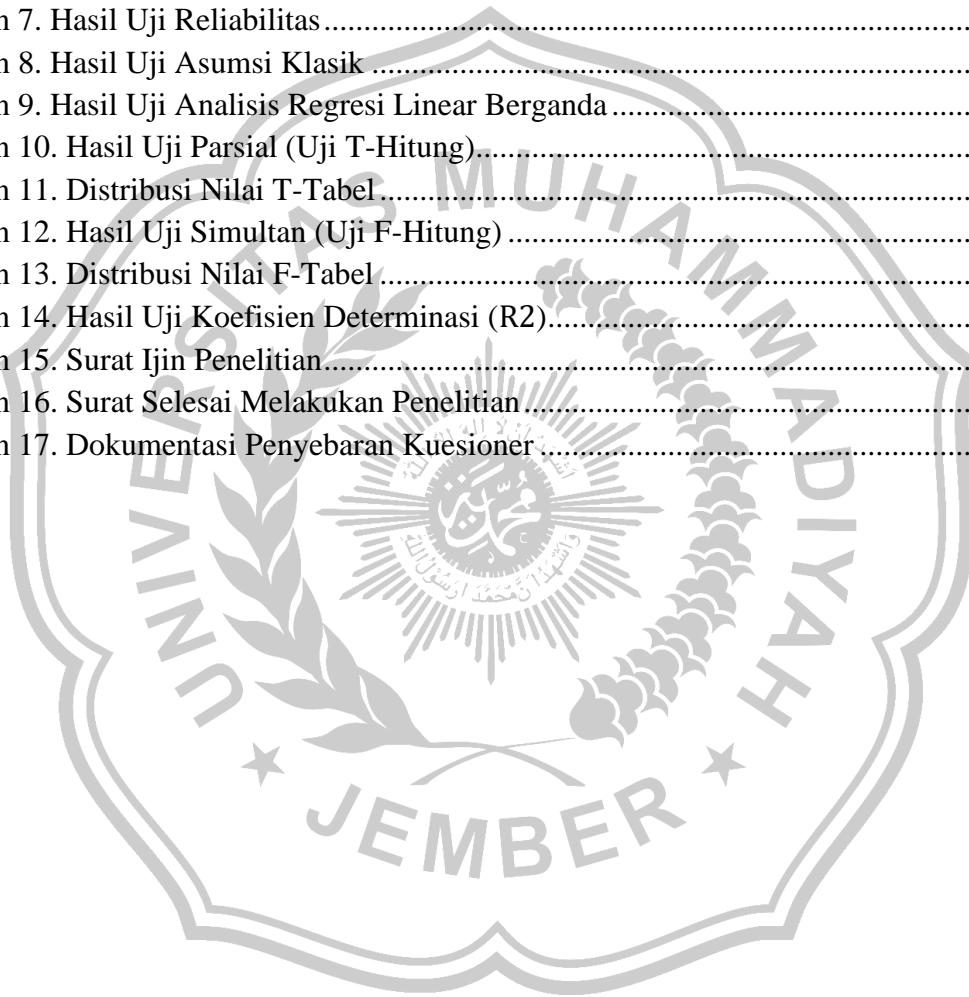 n 7. Hasil Uji Reliabilitas................................................................................
n 8. Hasil Uji Asumsi Klasik ..........................................................................
n 9. Hasil Uji Analisis Regresi Linear Berganda ............................................
n 10. Hasil Uji Parsial (Uji T-Hitung).............................................................
n 11. Distribusi Nilai T-Tabel .........................................................................
n 12. Hasil Uji Simultan (Uji F-Hitung) .........................................................
n 13. Distribusi Nilai F-Tabel .........................................................................
n 14. Hasil Uji Koefisien Determinasi (R2)....................................................
n 15. Surat Ijin Penelitian................................................................................
n 16. Surat Selesai Melakukan Penelitian .......................................................
n 17. Dokumentasi Penyebaran Kuesioner .....................................................
UNIVERSITAS MUHAMMADIYAH
JEMBER